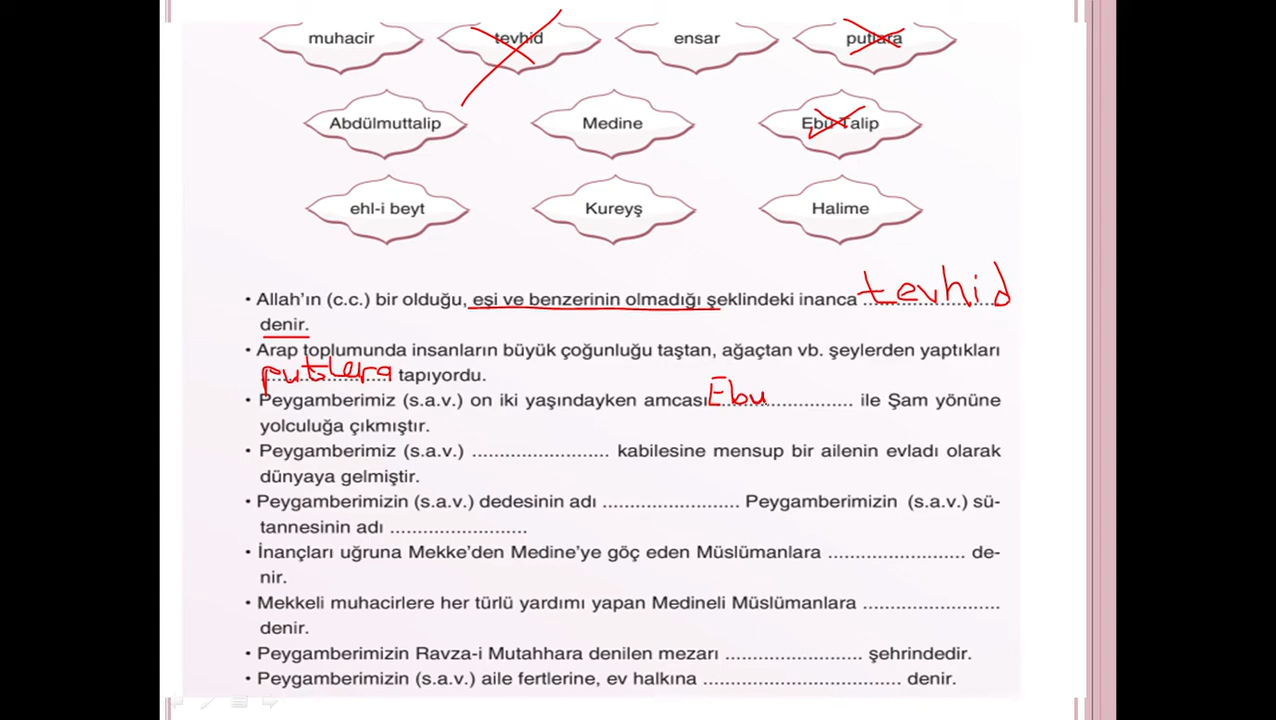 muhacir tevhid ensar putlara
Abdülmuttalip Medine Ebu Talip
ehl-i beyt Kureyş Halime
• Allah'ın (c.c.) bir olduğu, eşi ve benzerinin olmadığı şeklindeki inanca tevhid
denir.
• Arap toplumunda insanların büyük çoğunluğu taştan, ağaçtan vb. şeylerden yaptıkları
putlara tapıyordu.
• Peygamberimiz (s.a.v.) on iki yaşındayken amcası Ebu .............. ile Şam yönüne
yolculuğa çıkmıştır.
• Peygamberimiz (s.a.v.) ......................... kabilesine mensup bir ailenin evladı olarak
dünyaya gelmiştir.
• Peygamberimizin (s.a.v.) dedesinin adı ......................... Peygamberimizin (s.a.v.) sü-
tannesinin adı .........................
• İnançları uğruna Mekke'den Medine'ye göç eden Müslümanlara ......................... de-
nir.
• Mekkeli muhacirlere her türlü yardımı yapan Medineli Müslümanlara .........................
denir.
• Peygamberimizin Ravza-i Mutahhara denilen mezarı ......................... şehrindedir.
• Peygamberimizin (s.a.v.) aile fertlerine, ev halkına .................................... denir.